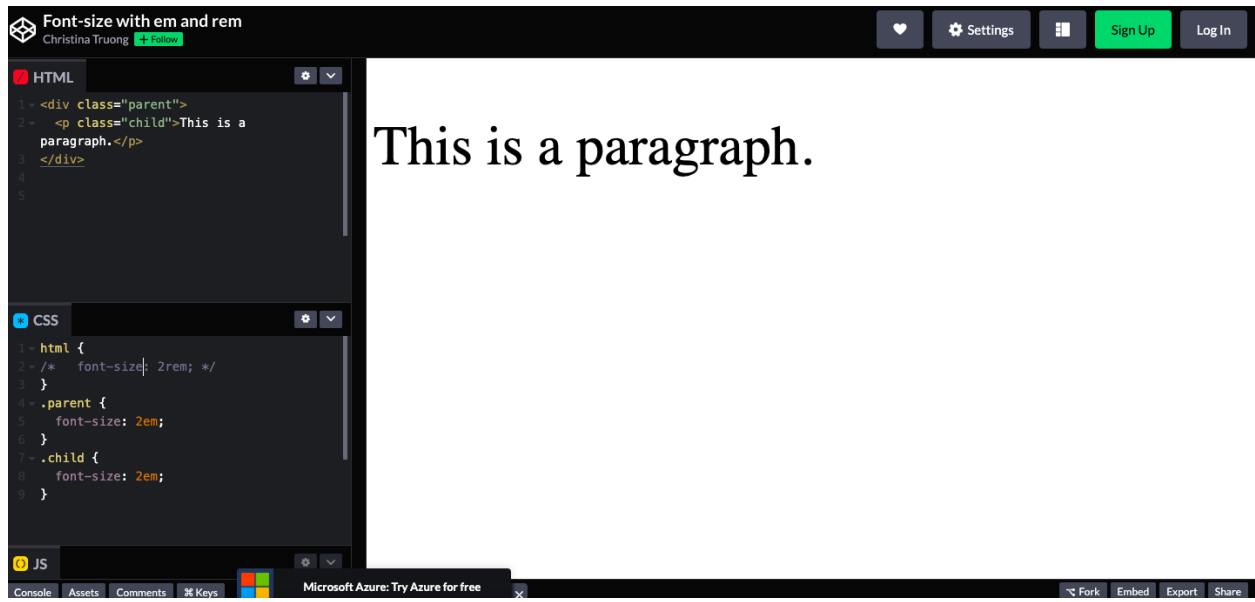 Font-size with em and rem
Christina Truong + Follow
Settings
Sign Up
Log In
/ HTML
1 <div class="parent">
2 <p class="child">This is a
paragraph.</p>
3 </div>
4
5
This is a paragraph.
* CSS
1 html {
2 /* font-size: 2rem; */
3 }
4 .parent {
5 font-size: 2em;
6 }
7 .child {
8 font-size: 2em;
9 }
() JS
Console Assets Comments ⌘ Keys
Microsoft Azure: Try Azure for free
x
⌥ Fork Embed Export Share